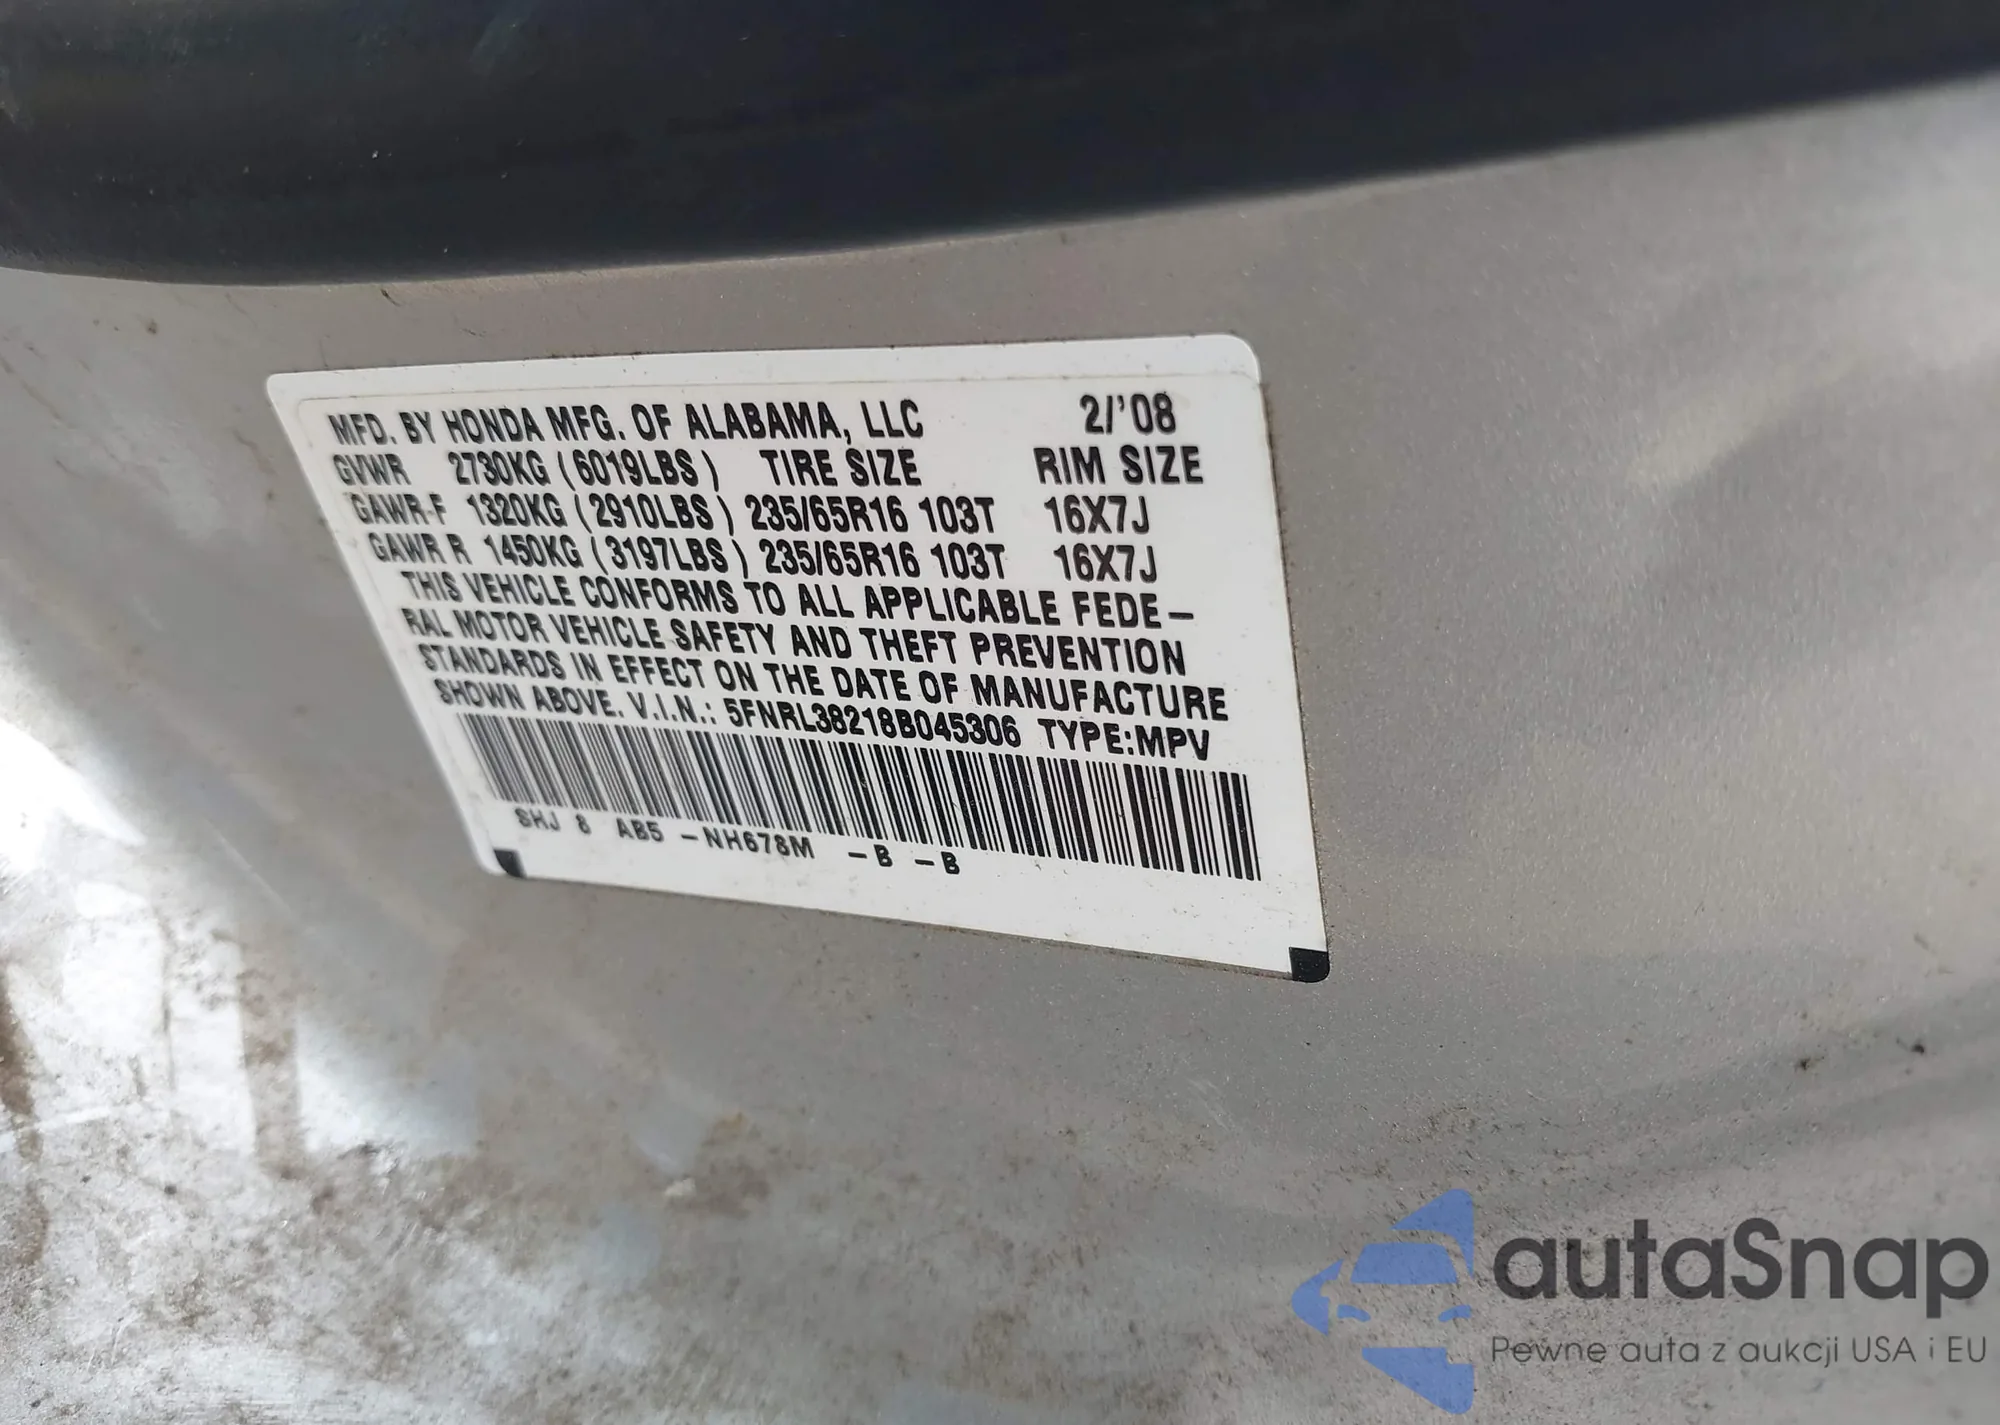 MFD. BY HONDA MFG. OF ALABAMA, LLC 2/'08
GVWR 2730KG (6019LBS) TIRE SIZE RIM SIZE
GAWR-F 1320KG (2910LBS) 235/65R16 103T 16X7J
GAWR R 1450KG (3197LBS) 235/65R16 103T 16X7J
THIS VEHICLE CONFORMS TO ALL APPLICABLE FEDE-
RAL MOTOR VEHICLE SAFETY AND THEFT PREVENTION
STANDARDS IN EFFECT ON THE DATE OF MANUFACTURE
SHOWN ABOVE. V.I.N.: 5FNRL38218B045306 TYPE:MPV
SHJ 8 AB5 -NH678M -B -B
autaSnap
Pewne auta z aukcji USA i EU